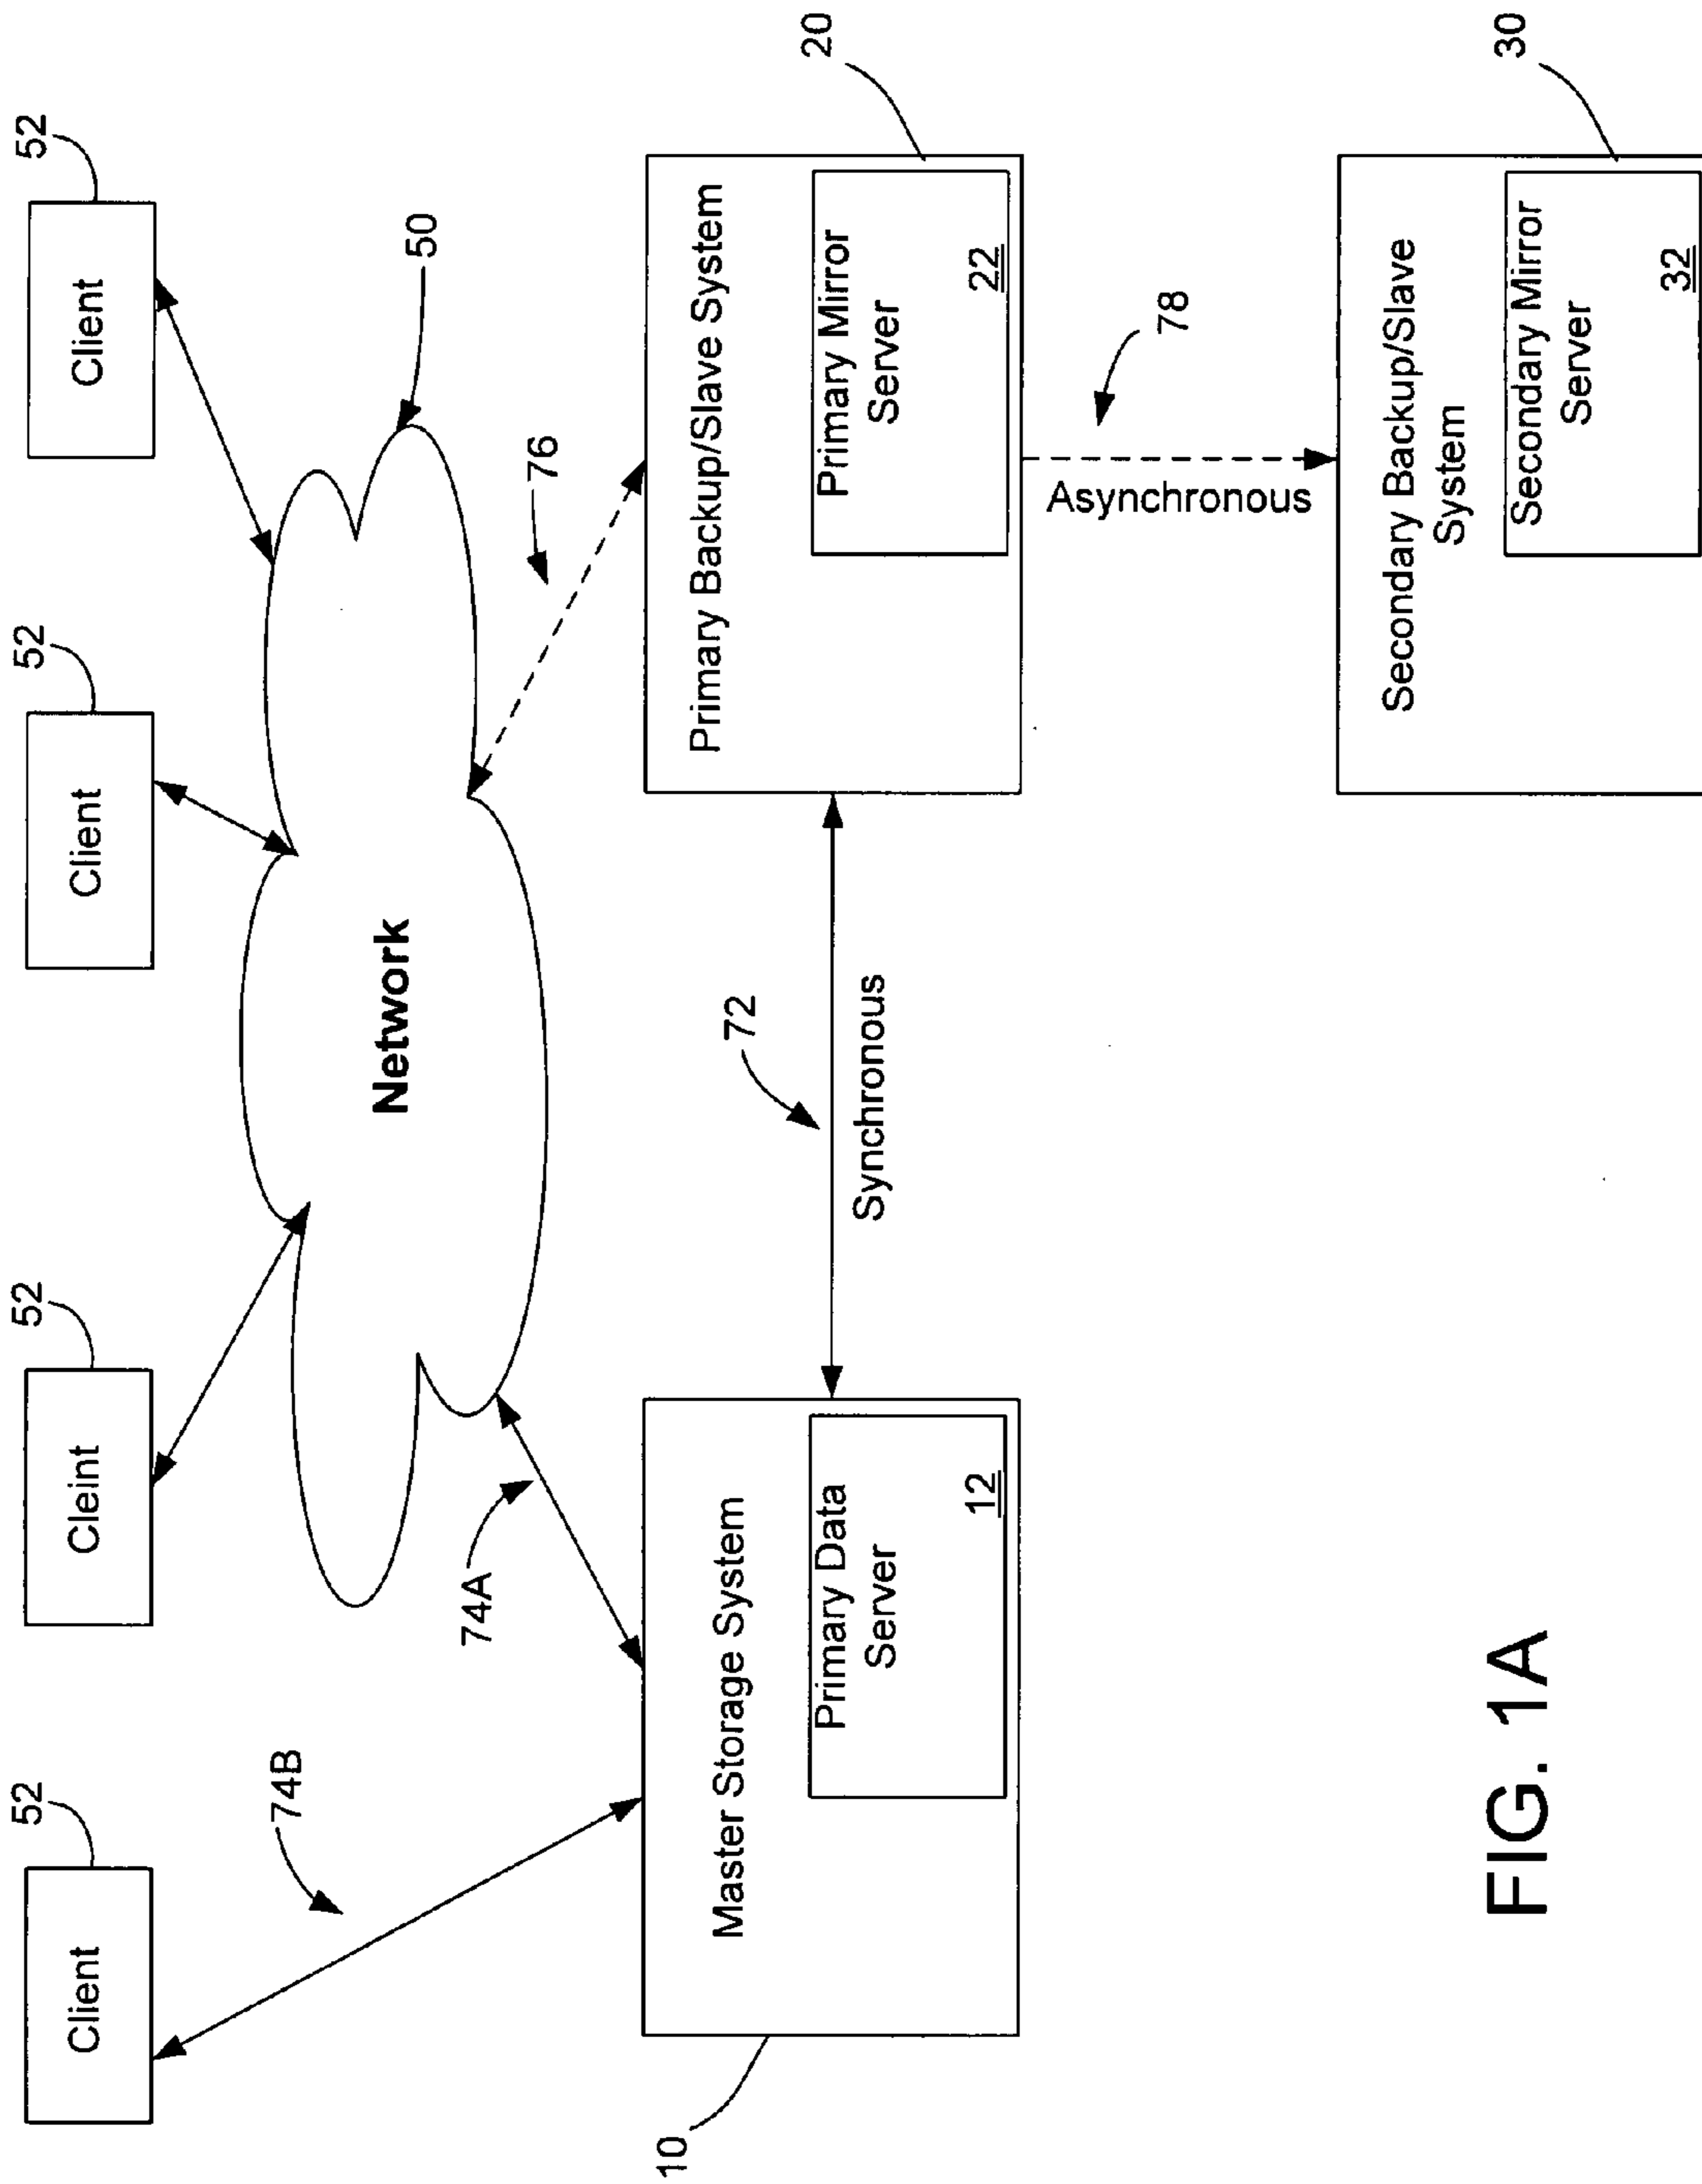 52
52
52
52
Client
Cleint
Client
Client
74B
50
Network
74A
76
10
20
Master Storage System
Primary Data
Server
12
72
Synchronous
Primary Backup/Slave System
Primary Mirror
Server
22
Asynchronous
78
30
Secondary Backup/Slave
System
Secondary Mirror
Server
32
FIG. 1A